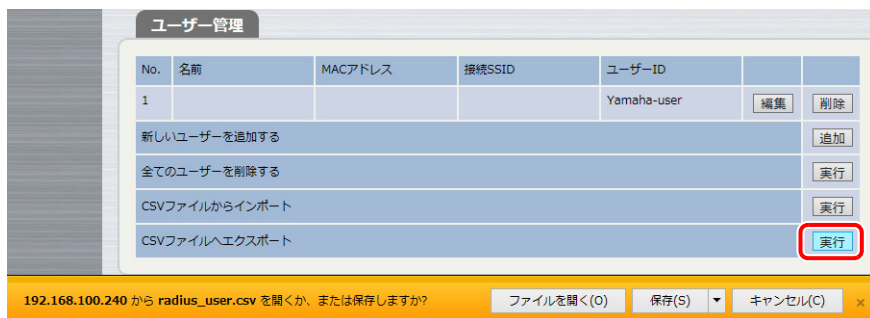 ユーザー管理
No. 名前 MACアドレス 接続SSID ユーザーID
1 Yamaha-user 編集 削除
新しいユーザーを追加する 追加
全てのユーザーを削除する 実行
CSVファイルからインポート 実行
CSVファイルへエクスポート 実行
192.168.100.240 から radius_user.csv を開くか、または保存しますか? ファイルを開く(O) 保存(S) ▼ キャンセル(C) ×